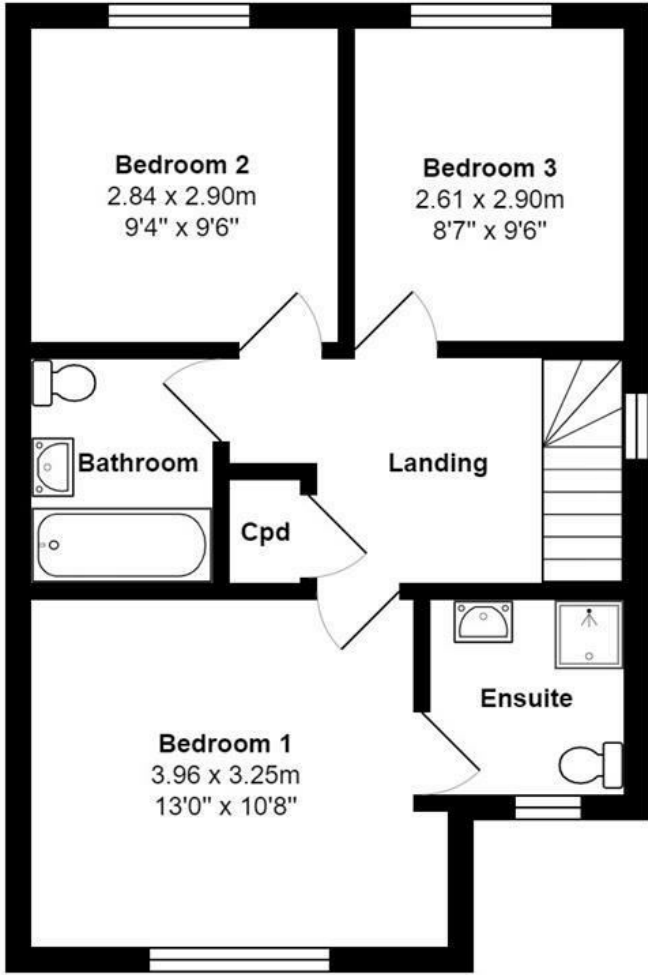 Bedroom 2
2.84 x 2.90m
9'4" x 9'6"
Bedroom 3
2.61 x 2.90m
8'7" x 9'6"
Bathroom
Landing
Cpd
Ensuite
Bedroom 1
3.96 x 3.25m
13'0" x 10'8"